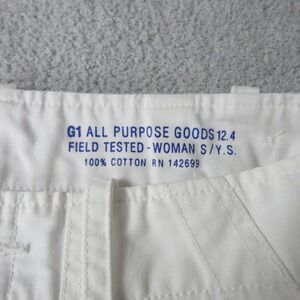 G1 ALL PURPOSE GOODS 12.4
FIELD TESTED - WOMAN S/Y.S.
100% COTTON RN 142699